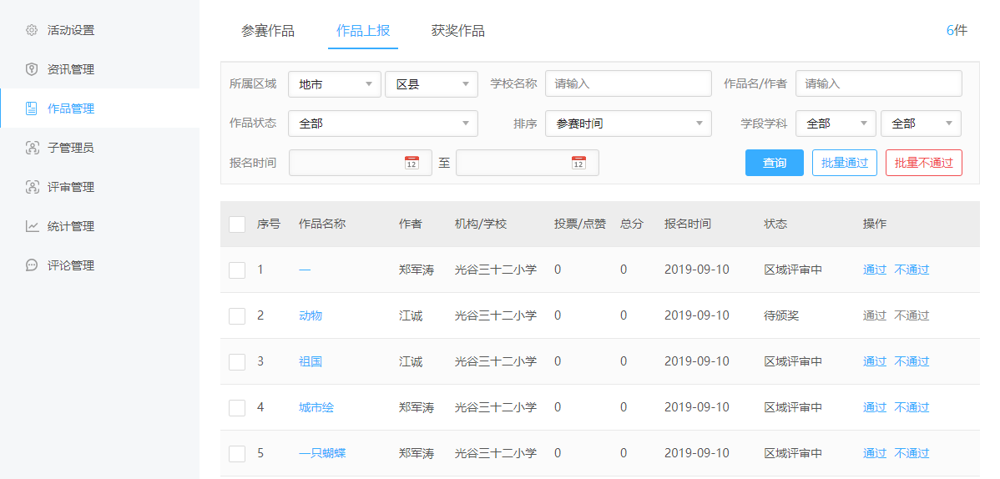 活动设置
资讯管理
作品管理
子管理员
评审管理
统计管理
评论管理
参赛作品 作品上报 获奖作品 6件
所属区域 地市 区县 学校名称 请输入 作品名/作者 请输入
作品状态 全部 排序 参赛时间 学段学科 全部 全部
报名时间 12 至 12 查询 批量通过 批量不通过
序号 作品名称 作者 机构/学校 投票/点赞 总分 报名时间 状态 操作
1 — 郑军涛 光谷三十二小学 0 0 2019-09-10 区域评审中 通过 不通过
2 动物 江诚 光谷三十二小学 0 0 2019-09-10 待颁奖 通过 不通过
3 祖国 江诚 光谷三十二小学 0 0 2019-09-10 区域评审中 通过 不通过
4 城市绘 郑军涛 光谷三十二小学 0 0 2019-09-10 区域评审中 通过 不通过
5 一只蝴蝶 郑军涛 光谷三十二小学 0 0 2019-09-10 区域评审中 通过 不通过